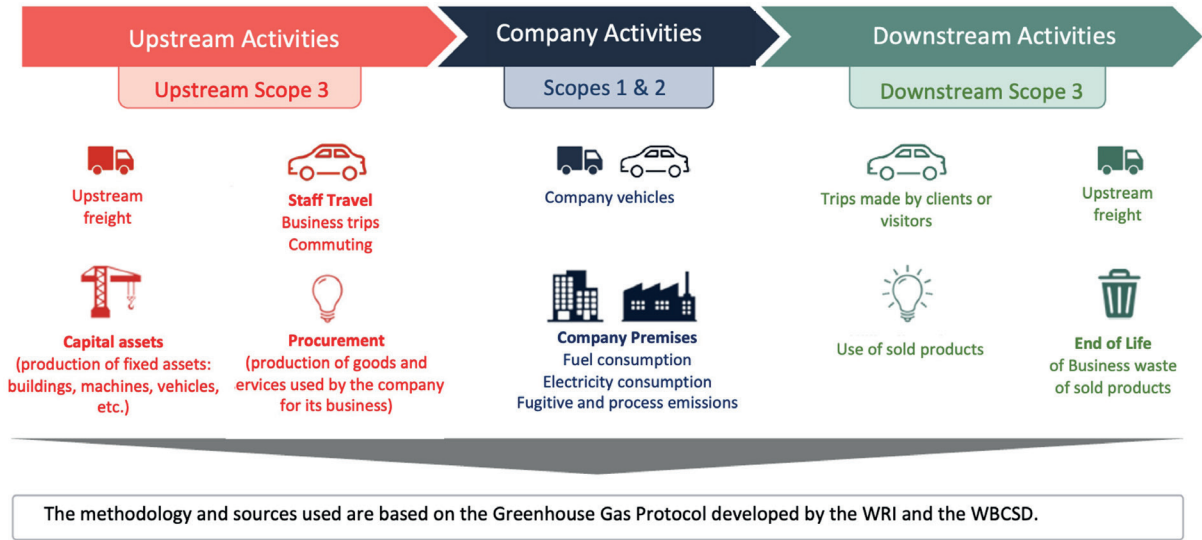 Upstream Activities
Company Activities
Downstream Activities
Upstream Scope 3
Scopes 1 & 2
Downstream Scope 3
Upstream
freight
Staff Travel
Business trips
Commuting
Company vehicles
Trips made by clients or
visitors
Upstream
freight
Capital assets
(production of fixed assets:
buildings, machines, vehicles,
etc.)
Procurement
(production of goods and
ervices used by the company
for its business)
Company Premises
Fuel consumption
Electricity consumption
Fugitive and process emissions
Use of sold products
End of Life
of Business waste
of sold products
The methodology and sources used are based on the Greenhouse Gas Protocol developed by the WRI and the WBCSD.